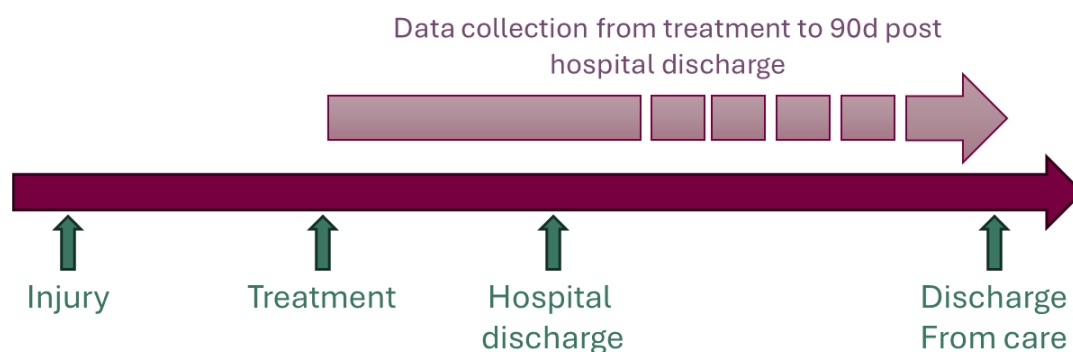 Data collection from treatment to 90d post
hospital discharge
Injury
Treatment
Hospital
discharge
Discharge
From care